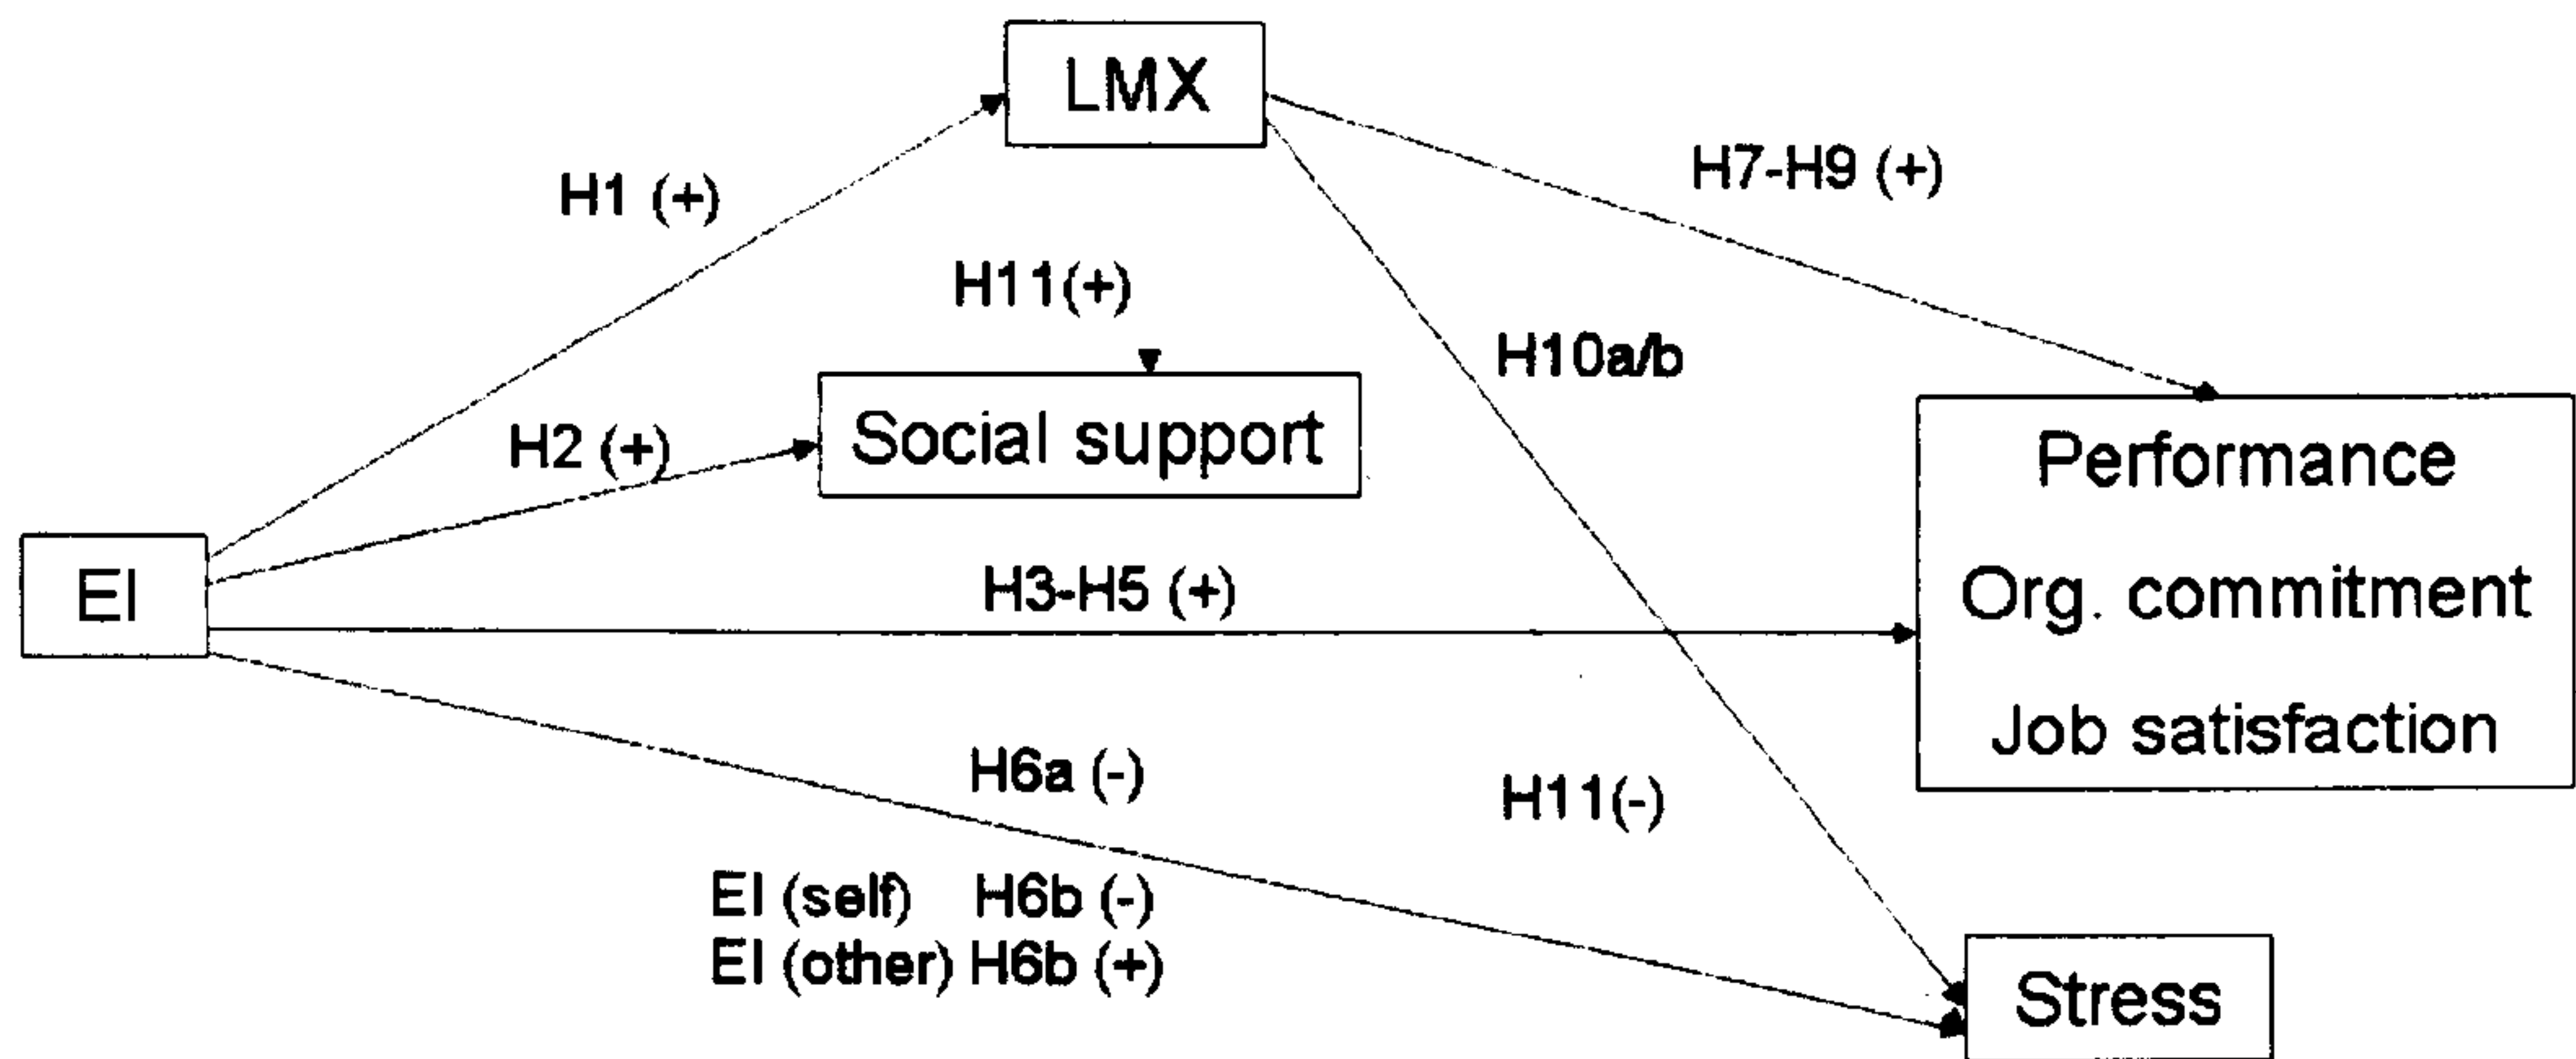 LMX
H1 (+)
H7-H9 (+)
H11(+)
H10a/b
H2 (+)
Social support
Performance
EI
H3-H5 (+)
Org. commitment
Job satisfaction
H6a (-)
H11(-)
EI (self) H6b (-)
EI (other) H6b (+)
Stress